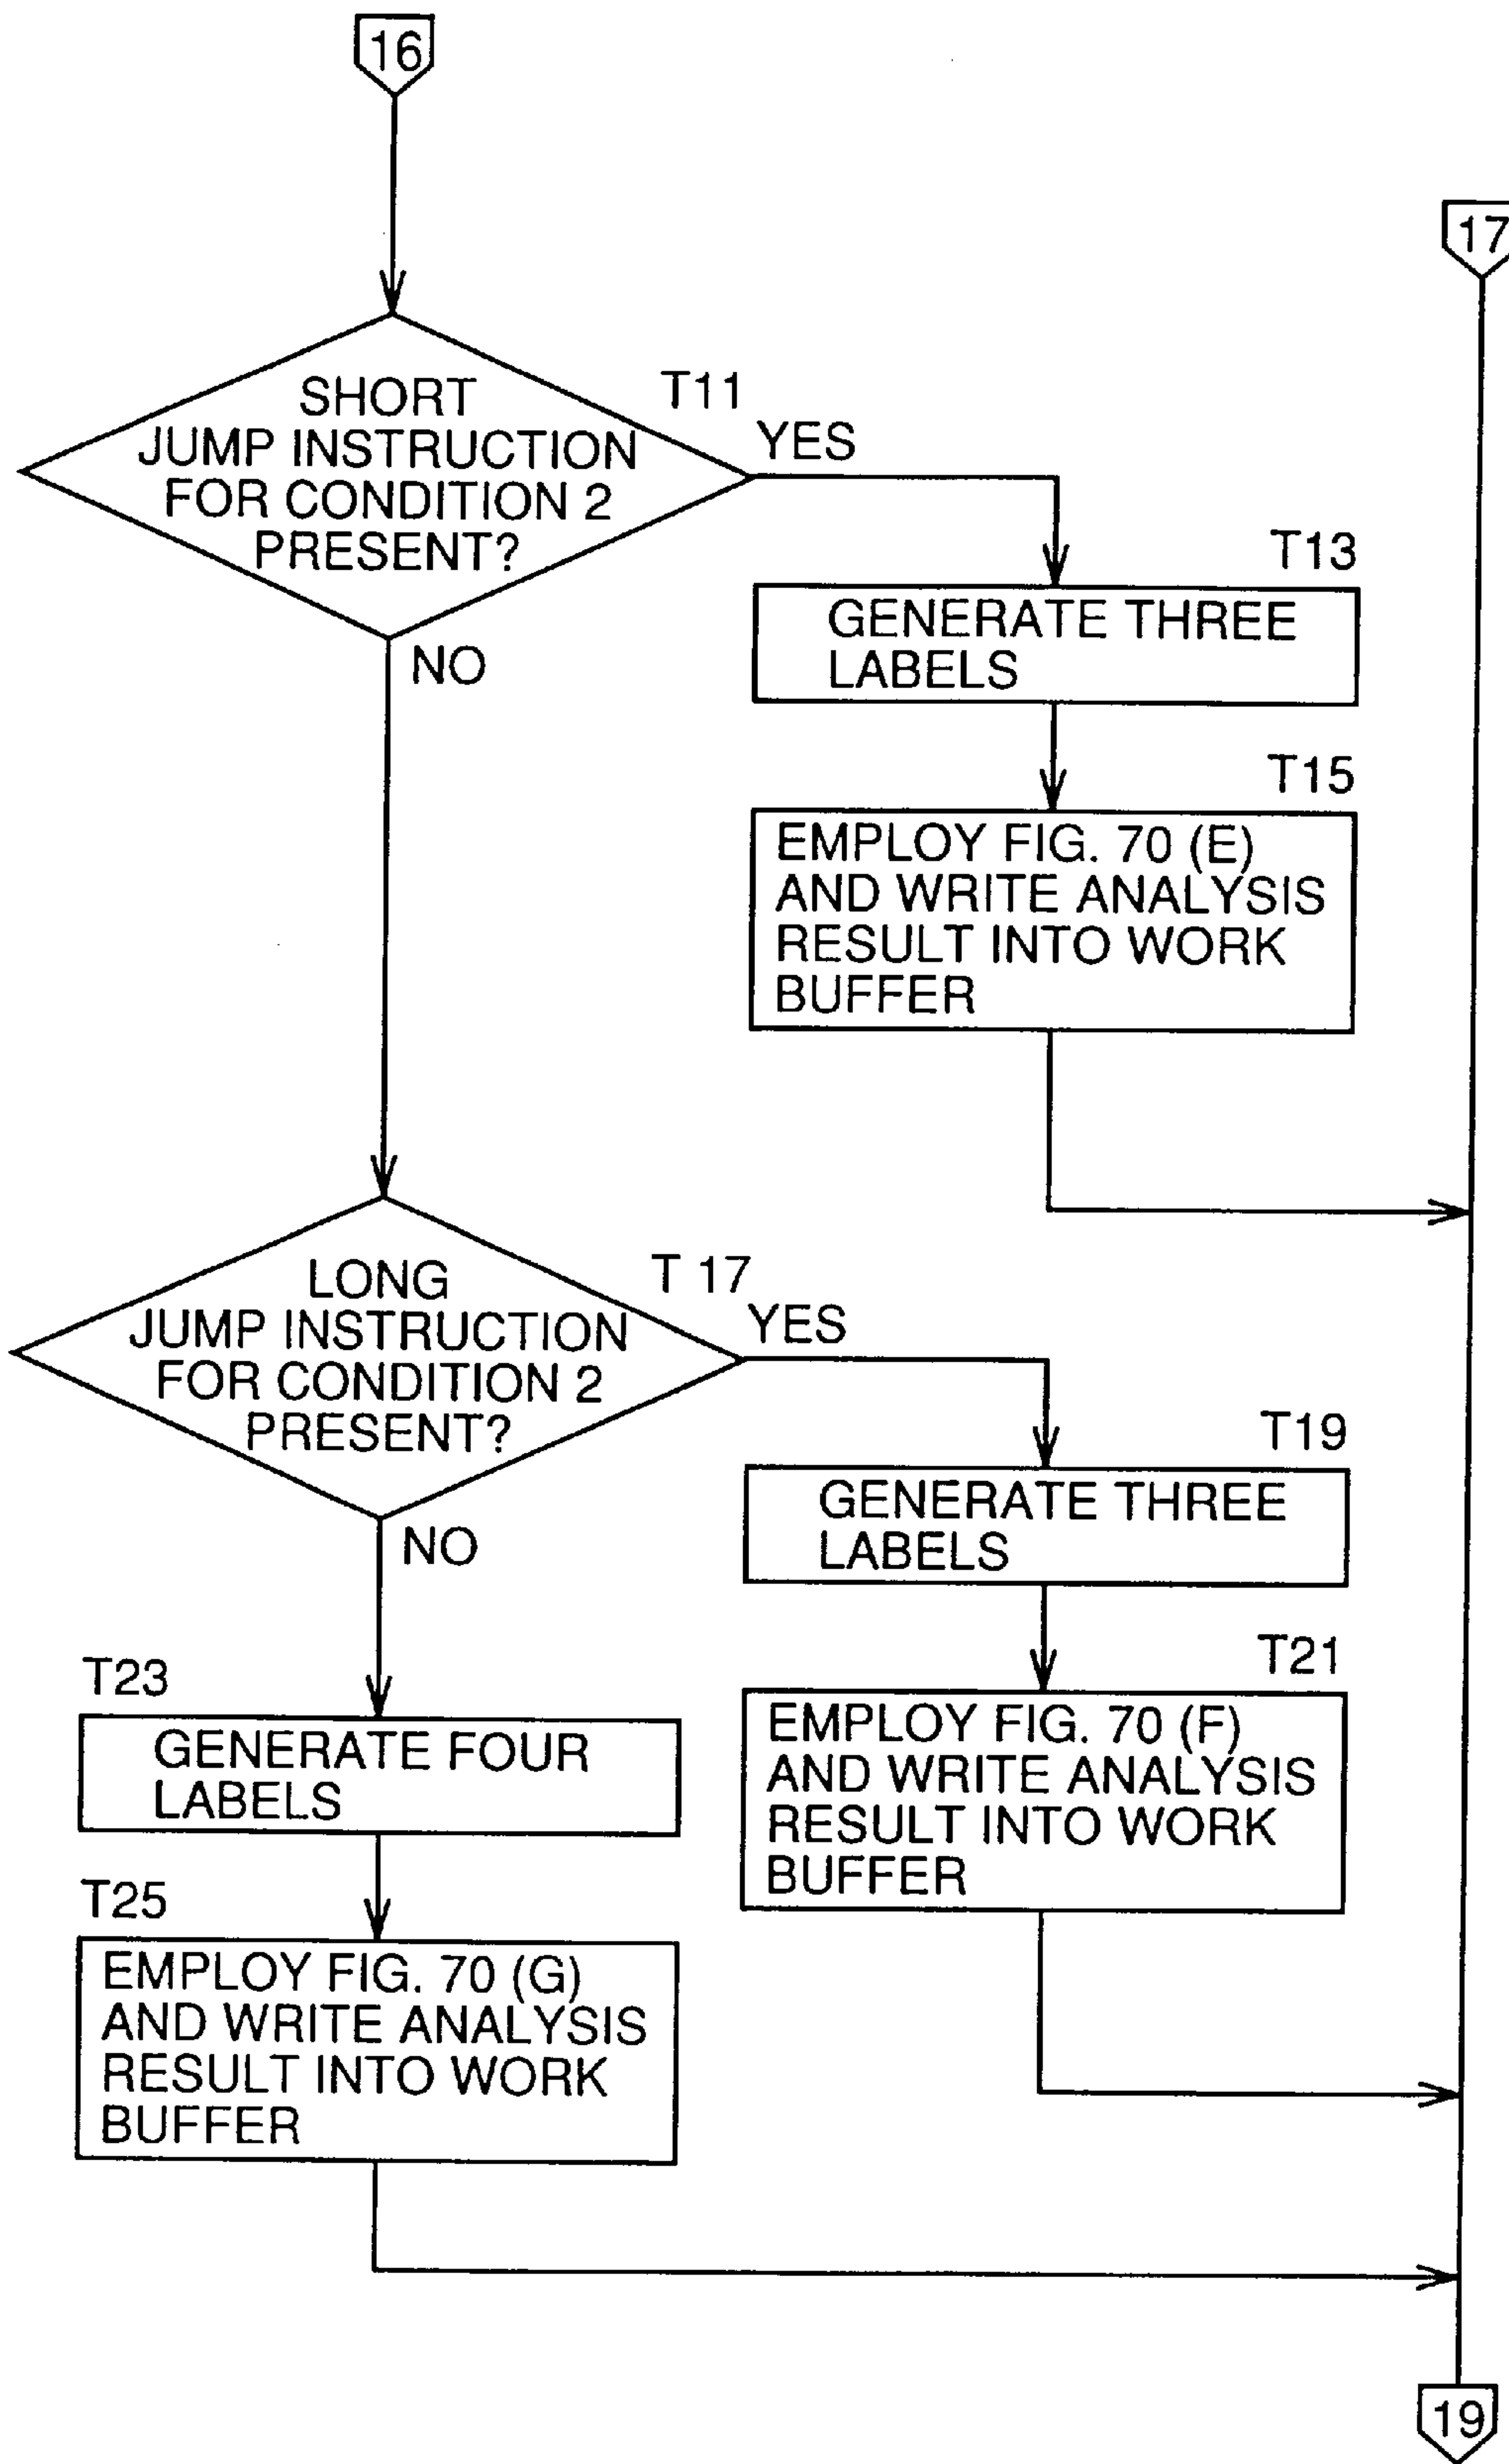 16
17
SHORT
JUMP INSTRUCTION
FOR CONDITION 2
PRESENT?
T11
YES
NO
T13
GENERATE THREE
LABELS
T15
EMPLOY FIG. 70 (E)
AND WRITE ANALYSIS
RESULT INTO WORK
BUFFER
LONG
JUMP INSTRUCTION
FOR CONDITION 2
PRESENT?
T 17
YES
NO
T19
GENERATE THREE
LABELS
T21
EMPLOY FIG. 70 (F)
AND WRITE ANALYSIS
RESULT INTO WORK
BUFFER
T23
GENERATE FOUR
LABELS
T25
EMPLOY FIG. 70 (G)
AND WRITE ANALYSIS
RESULT INTO WORK
BUFFER
19